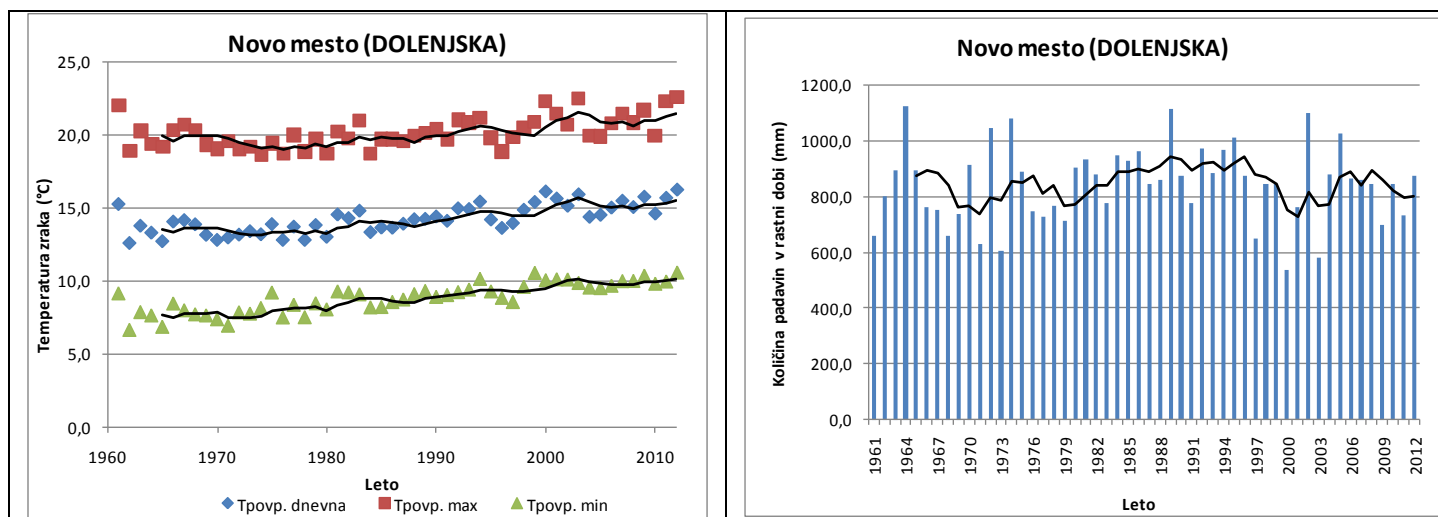 Novo mesto (DOLENJSKA)
25,0
20,0
15,0
10,0
5,0
0,0
Temperatura zraka (°C)
1960 1970 1980 1990 2000 2010
Leto
Tpovp. dnevna Tpovp. max Tpovp. min
Novo mesto (DOLENJSKA)
1200,0
1000,0
800,0
600,0
400,0
200,0
0,0
Količina padavin v rastni dobi (mm)
1961 1964 1967 1970 1973 1976 1979 1982 1985 1988 1991 1994 1997 2000 2003 2006 2009 2012
Leto